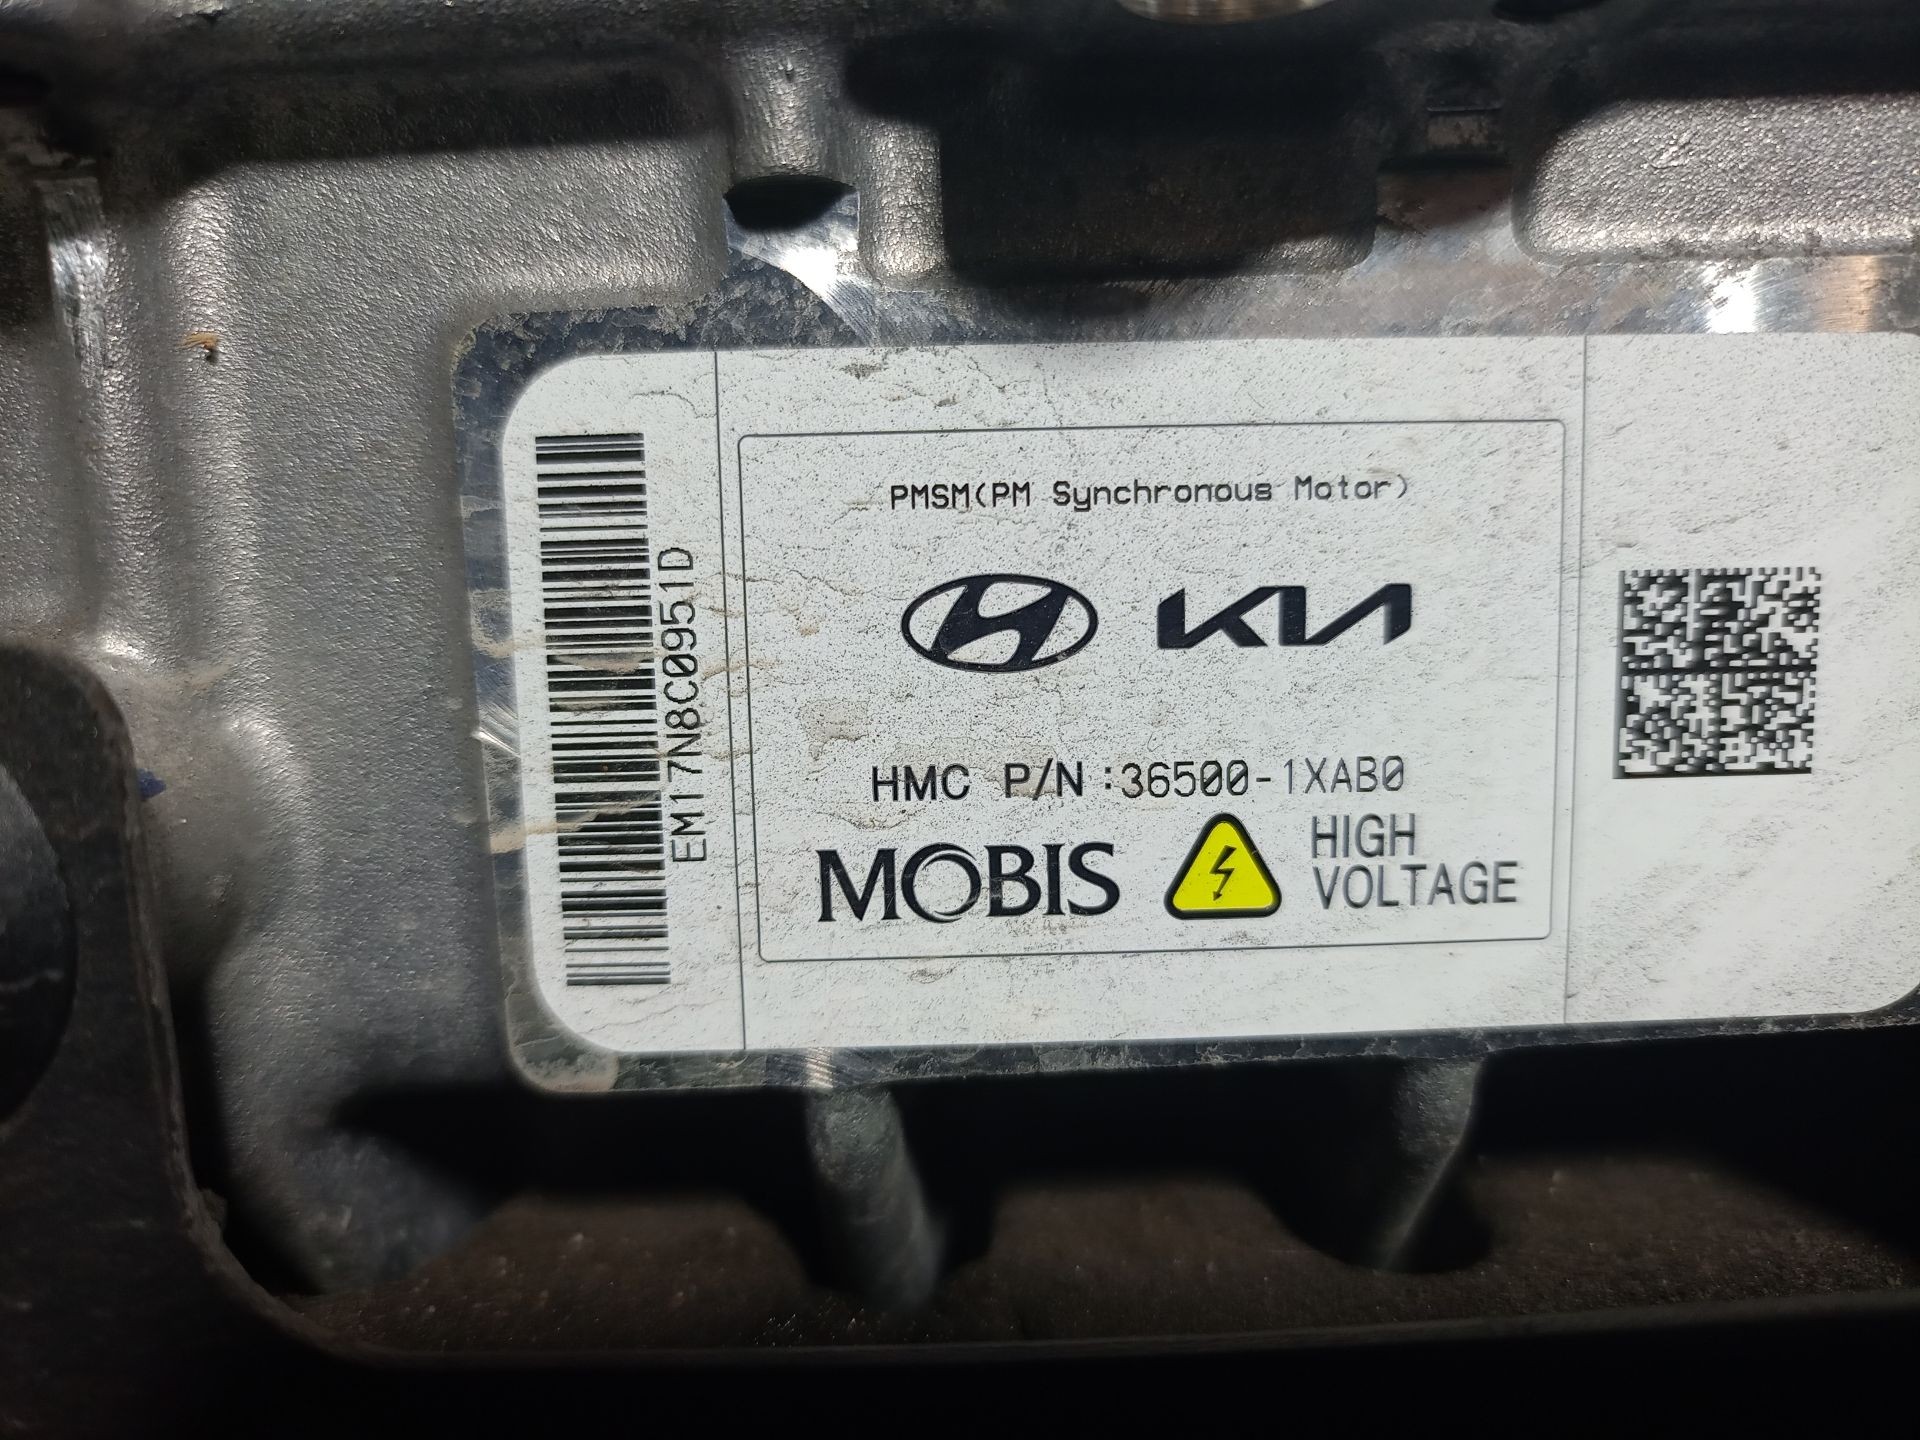 EM17N8C0951D
PMSM(PM Synchronous Motor)
KIA
HMC P/N :36500-1XAB0
MOBIS
HIGH
VOLTAGE